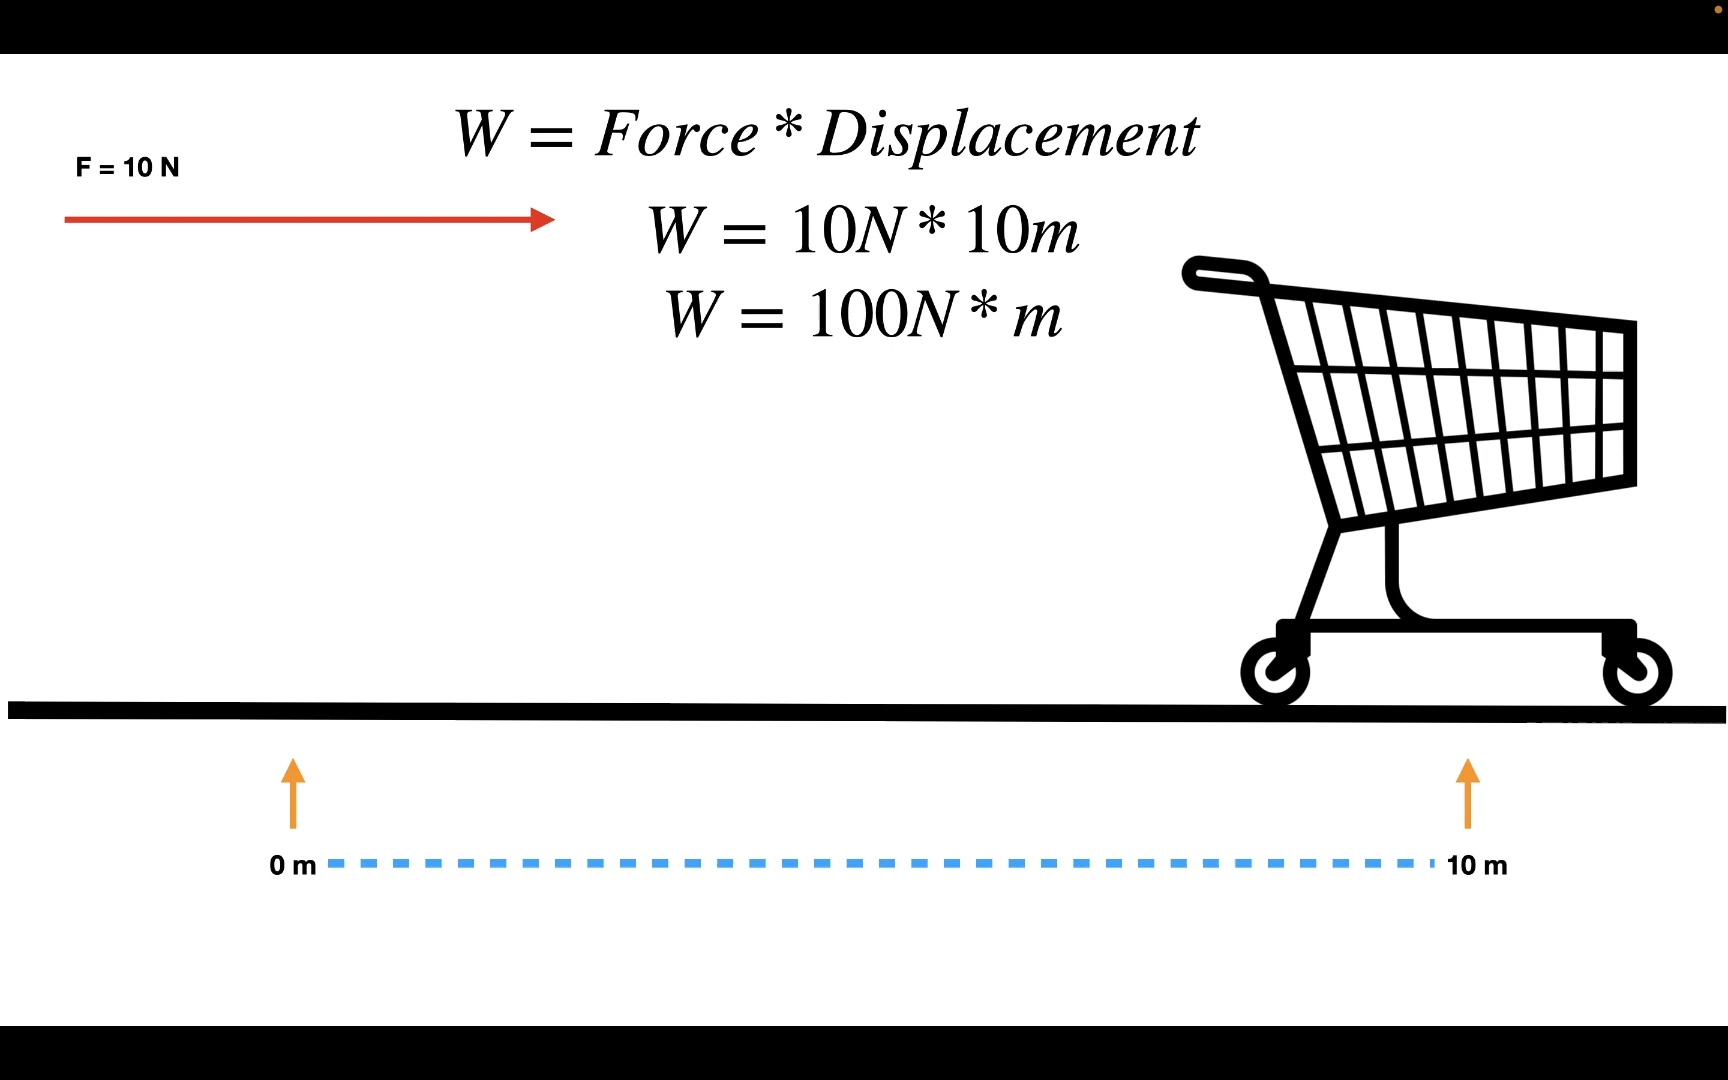 W = Force * Displacement
F = 10 N
W = 10N * 10m
W = 100N * m
0 m
10 m